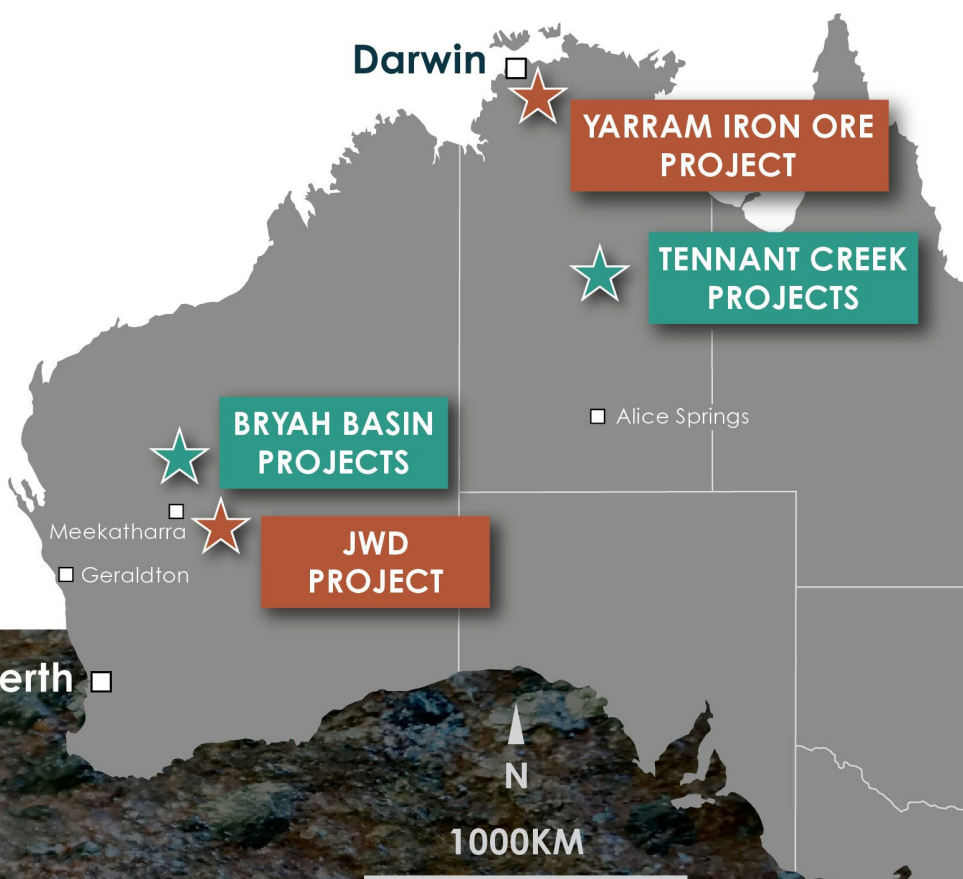 Darwin
YARRAM IRON ORE
PROJECT
TENNANT CREEK
PROJECTS
Alice Springs
BRYAH BASIN
PROJECTS
Meekatharra
JWD
PROJECT
Geraldton
erth
N
1000KM